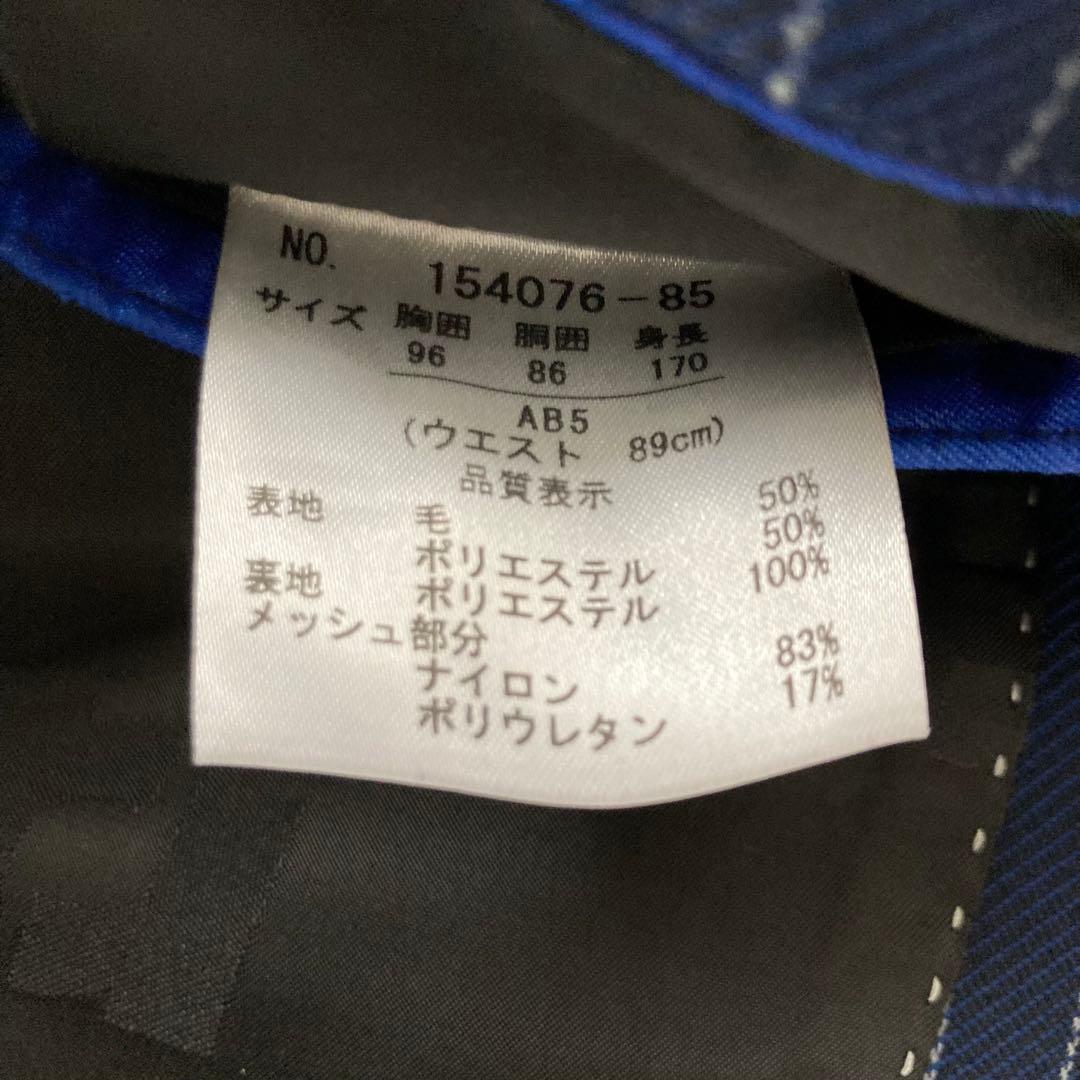 NO. 154076-85
サイズ 胸囲 胴囲 身長
96 86 170
AB5
(ウエスト 89cm)
品質表示
表地 毛 50%
ポリエステル 50%
裏地 ポリエステル 100%
メッシュ部分
ナイロン 83%
ポリウレタン 17%